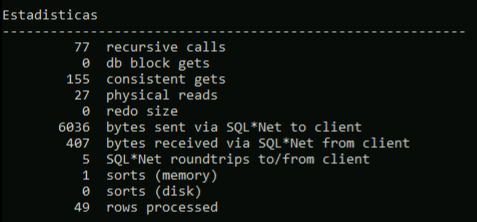 Estadisticas
----------------------------------------------------------
77 recursive calls
0 db block gets
155 consistent gets
27 physical reads
0 redo size
6036 bytes sent via SQL*Net to client
407 bytes received via SQL*Net from client
5 SQL*Net roundtrips to/from client
1 sorts (memory)
0 sorts (disk)
49 rows processed